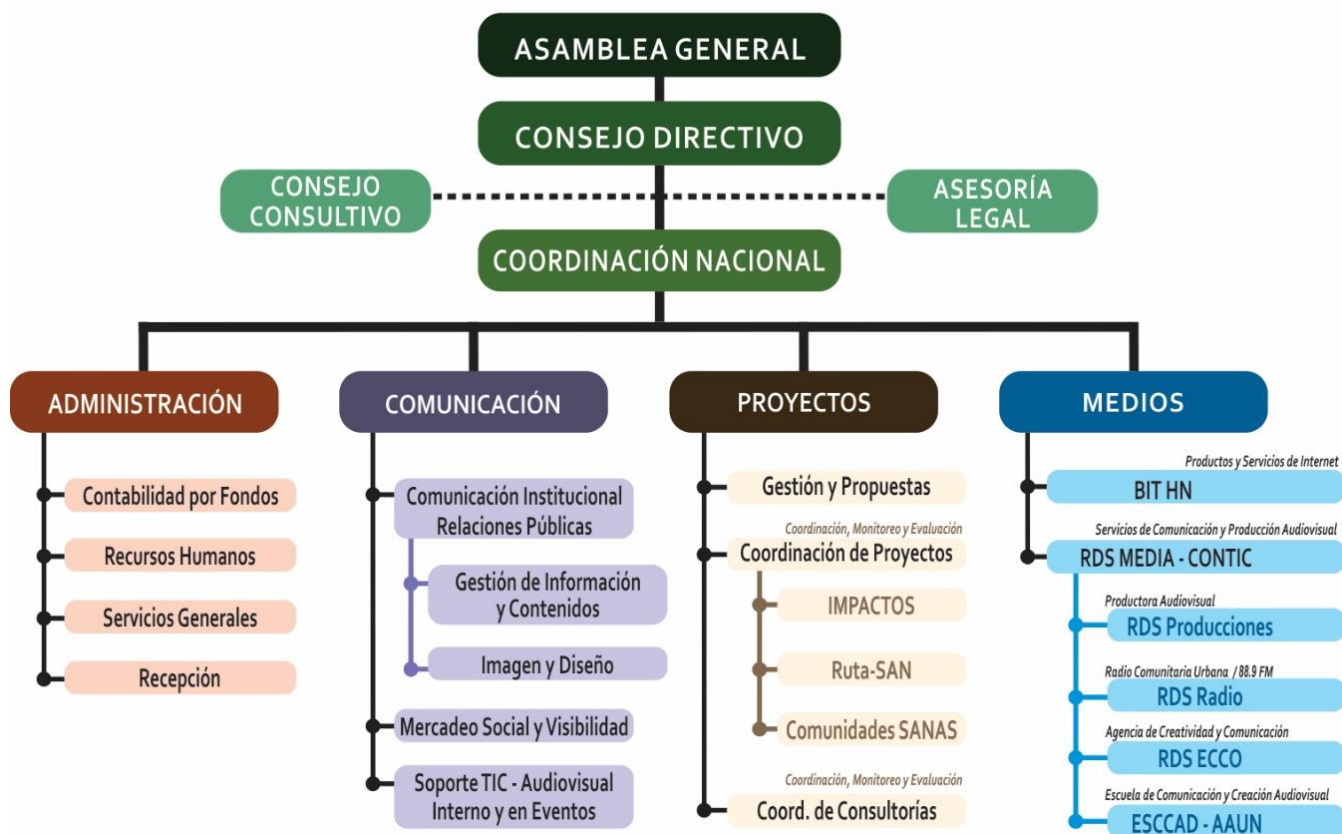 ASAMBLEA GENERAL
CONSEJO DIRECTIVO
CONSEJO
CONSULTIVO
ASESORÍA
LEGAL
COORDINACIÓN NACIONAL
ADMINISTRACIÓN
Contabilidad por Fondos
Recursos Humanos
Servicios Generales
Recepción
COMUNICACIÓN
Comunicación Institucional
Relaciones Públicas
Gestión de Información
y Contenidos
Imagen y Diseño
Mercadeo Social y Visibilidad
Soporte TIC - Audiovisual
Interno y en Eventos
PROYECTOS
Gestión y Propuestas
Coordinación, Monitoreo y Evaluación
Coordinación de Proyectos
IMPACTOS
Ruta-SAN
Comunidades SANAS
Coordinación, Monitoreo y Evaluación
Coord. de Consultorías
MEDIOS
Productos y Servicios de Internet
BIT HN
Servicios de Comunicación y Producción Audiovisual
RDS MEDIA - CONTIC
Productora Audiovisual
RDS Producciones
Radio Comunitaria Urbana / 88.9 FM
RDS Radio
Agencia de Creatividad y Comunicación
RDS ECCO
Escuela de Comunicación y Creación Audiovisual
ESCCAD - AAUN